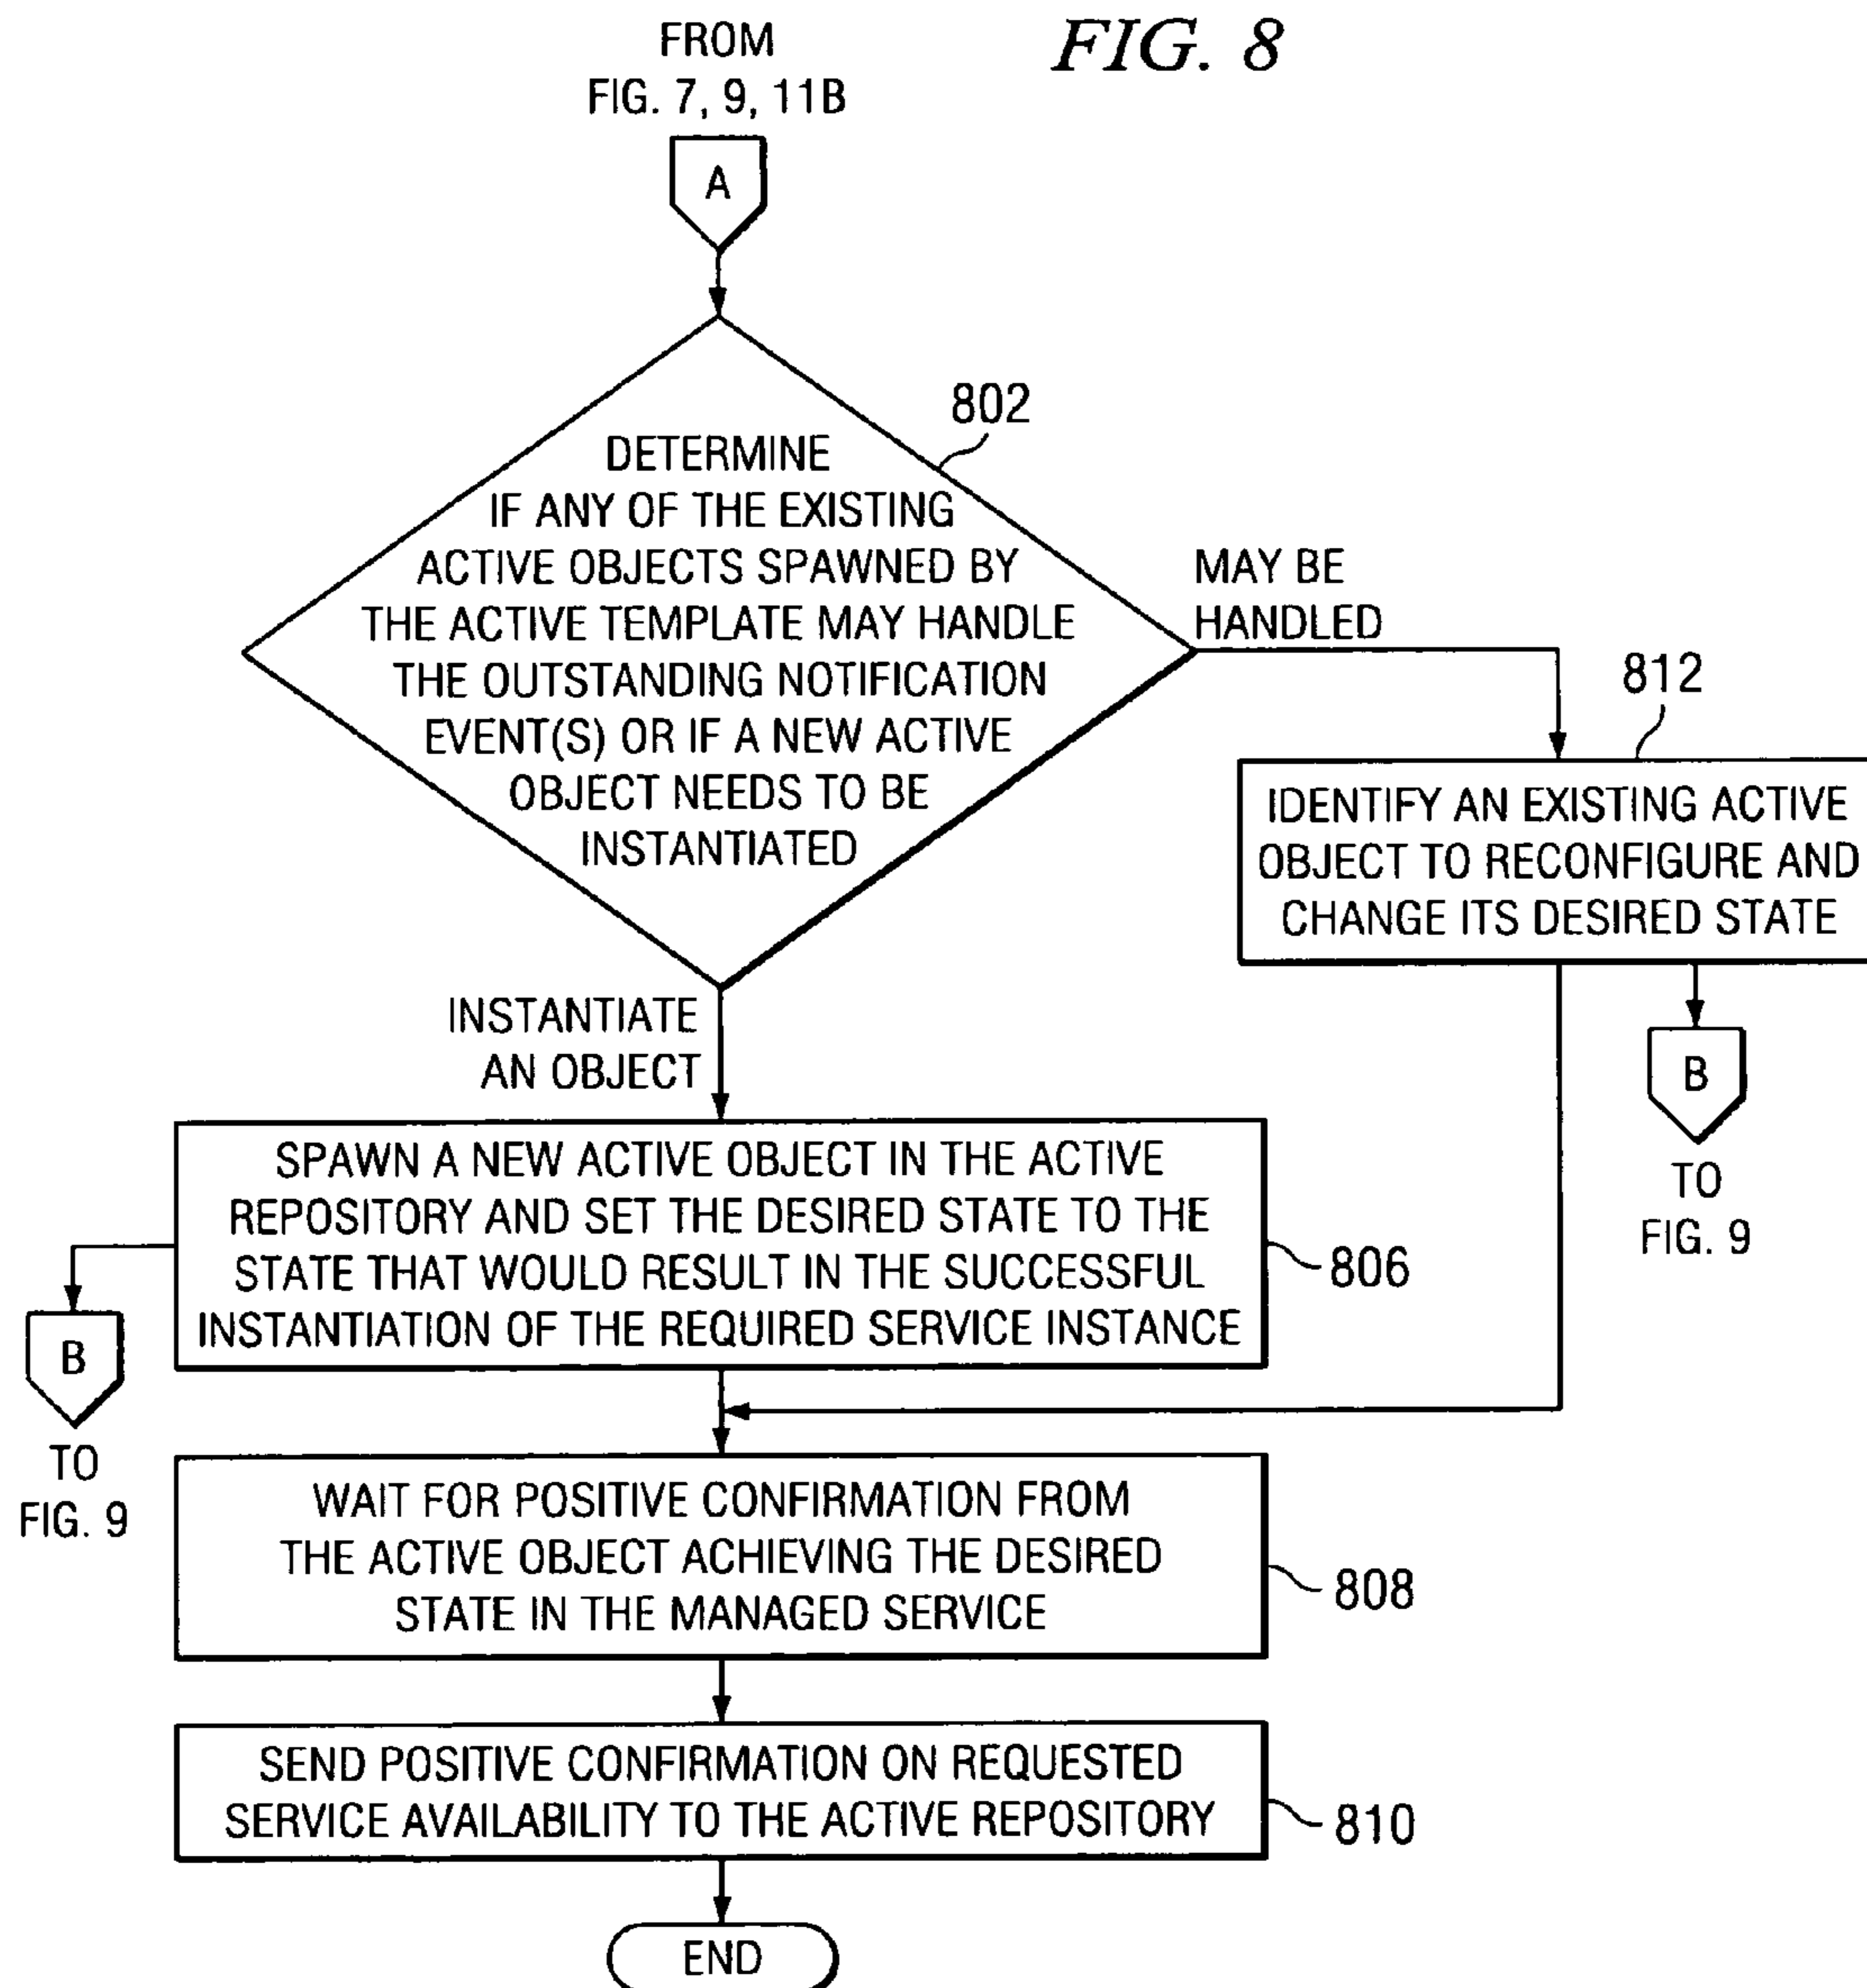 FIG. 8
FROM
FIG. 7, 9, 11B
A
802
DETERMINE
IF ANY OF THE EXISTING
ACTIVE OBJECTS SPAWNED BY
THE ACTIVE TEMPLATE MAY HANDLE
THE OUTSTANDING NOTIFICATION
EVENT(S) OR IF A NEW ACTIVE
OBJECT NEEDS TO BE
INSTANTIATED
MAY BE
HANDLED
812
IDENTIFY AN EXISTING ACTIVE
OBJECT TO RECONFIGURE AND
CHANGE ITS DESIRED STATE
B
TO
FIG. 9
INSTANTIATE
AN OBJECT
SPAWN A NEW ACTIVE OBJECT IN THE ACTIVE
REPOSITORY AND SET THE DESIRED STATE TO THE
STATE THAT WOULD RESULT IN THE SUCCESSFUL
INSTANTIATION OF THE REQUIRED SERVICE INSTANCE
806
B
TO
FIG. 9
WAIT FOR POSITIVE CONFIRMATION FROM
THE ACTIVE OBJECT ACHIEVING THE DESIRED
STATE IN THE MANAGED SERVICE
808
SEND POSITIVE CONFIRMATION ON REQUESTED
SERVICE AVAILABILITY TO THE ACTIVE REPOSITORY
810
END